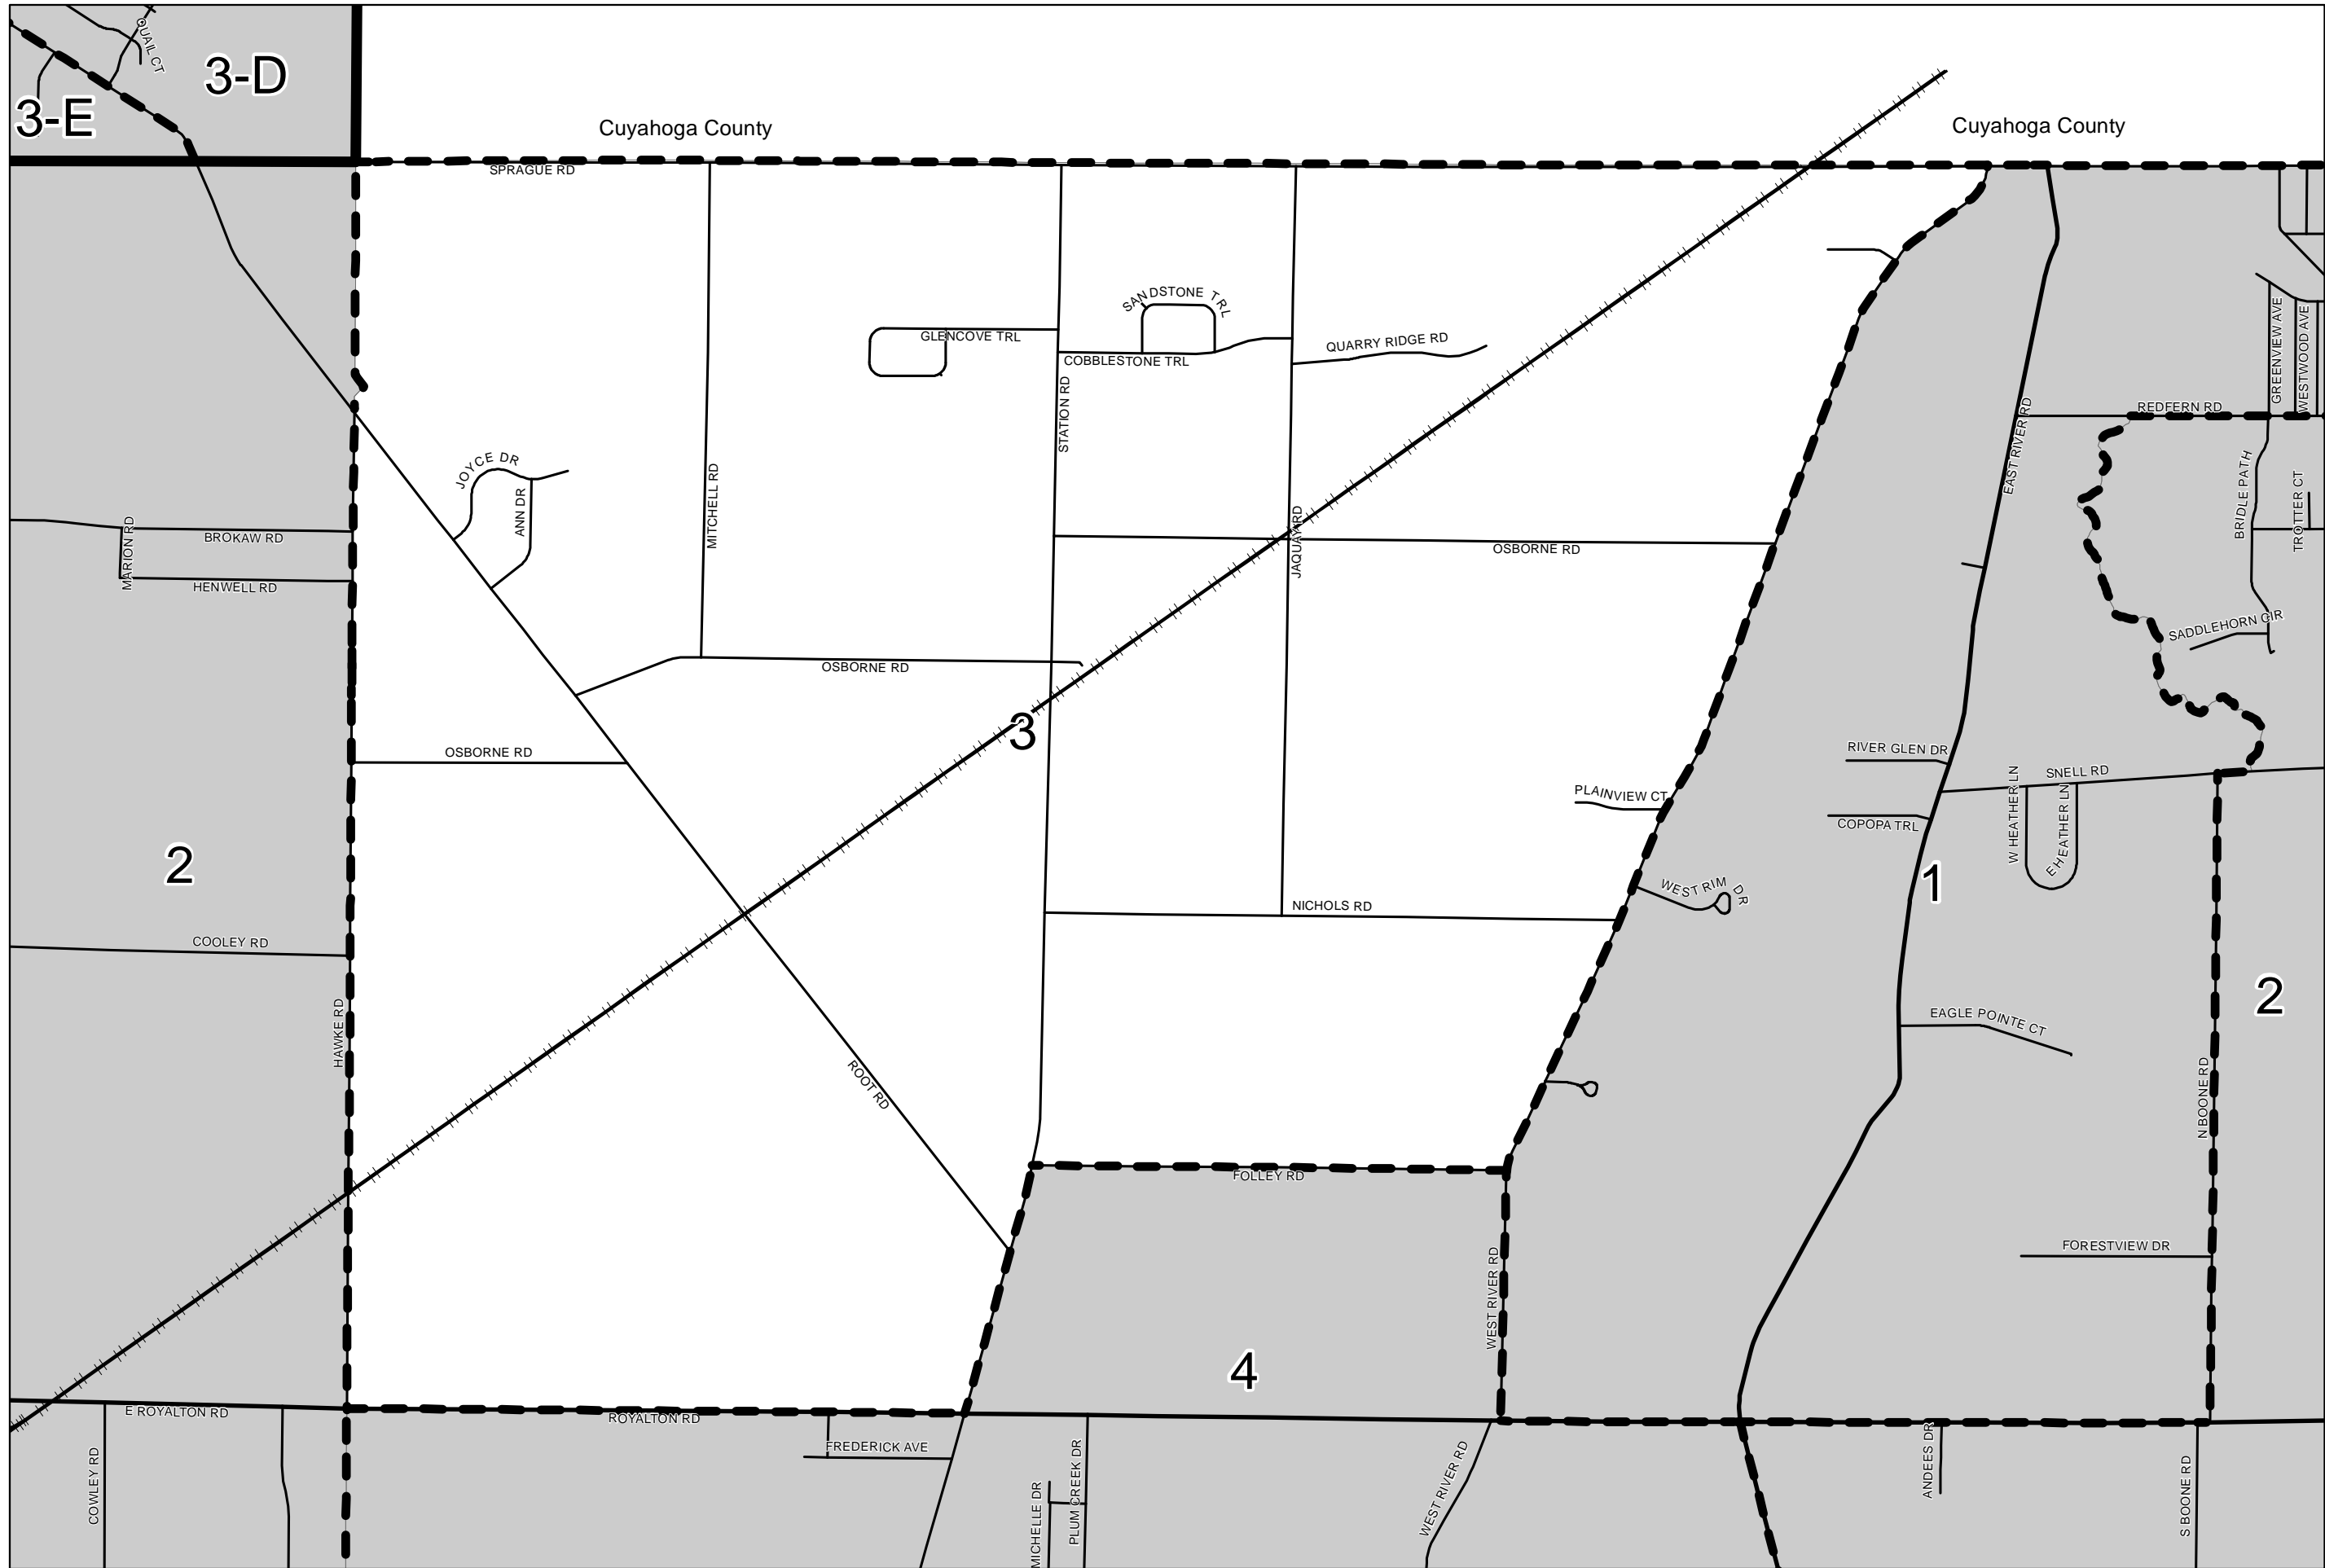 QUAIL CT
3-D
3-E
Cuyahoga County
Cuyahoga County
SPRAGUE RD
SANDSTONE TRL
GLENCOVE TRL
COBBLESTONE TRL
QUARRY RIDGE RD
GREENVIEW AVE
WESTWOOD AVE
STATION RD
REDFERN RD
EAST RIVER RD
JOYCE DR
ANN DR
MITCHELL RD
BRIDLE PATH
TROTTER CT
MARION RD
BROKAW RD
HENWELL RD
JAQUAY RD
OSBORNE RD
SADDLEHORN CIR
OSBORNE RD
3
OSBORNE RD
RIVER GLEN DR
SNELL RD
PLAINVIEW CT
W HEATHER LN
E HEATHER LN
COPOPA TRL
2
1
WEST RIM DR
NICHOLS RD
COOLEY RD
2
HAWKE RD
EAGLE POINTE CT
ROOT RD
N BOONE RD
FOLLEY RD
FORESTVIEW DR
WEST RIVER RD
4
E ROYALTON RD
ROYALTON RD
FREDERICK AVE
COWLEY RD
MICHELLE DR
PLUM CREEK DR
WEST RIVER RD
ANDEES DR
S BOONE RD